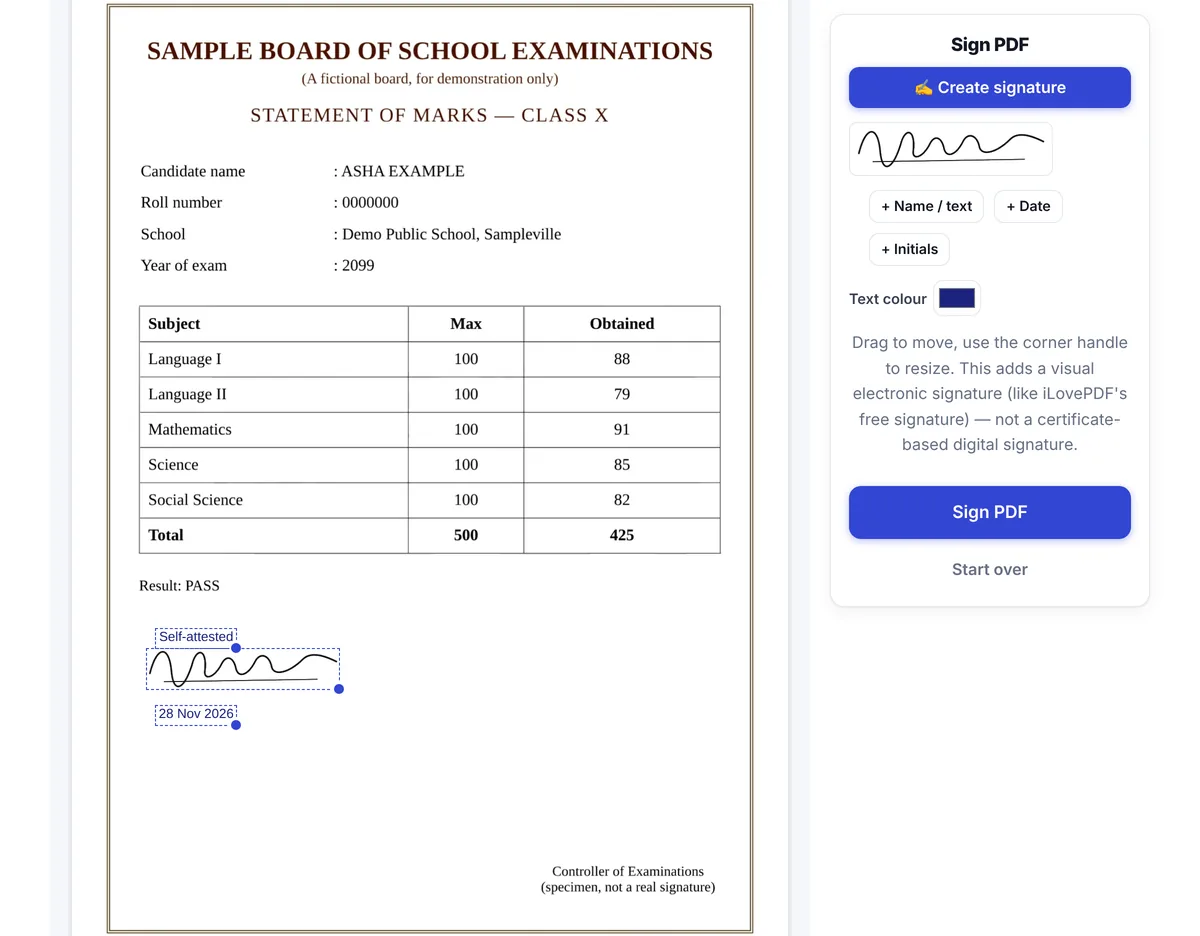 SAMPLE BOARD OF SCHOOL EXAMINATIONS
(A fictional board, for demonstration only)
STATEMENT OF MARKS — CLASS X
Candidate name : ASHA EXAMPLE
Roll number : 0000000
School : Demo Public School, Sampleville
Year of exam : 2099
Subject Max Obtained
Language I 100 88
Language II 100 79
Mathematics 100 91
Science 100 85
Social Science 100 82
Total 500 425
Result: PASS
Self-attested
28 Nov 2026
Controller of Examinations
(specimen, not a real signature)
Sign PDF
✍️ Create signature
+ Name / text
+ Date
+ Initials
Text colour
Drag to move, use the corner handle
to resize. This adds a visual
electronic signature (like iLovePDF's
free signature) — not a certificate-
based digital signature.
Sign PDF
Start over